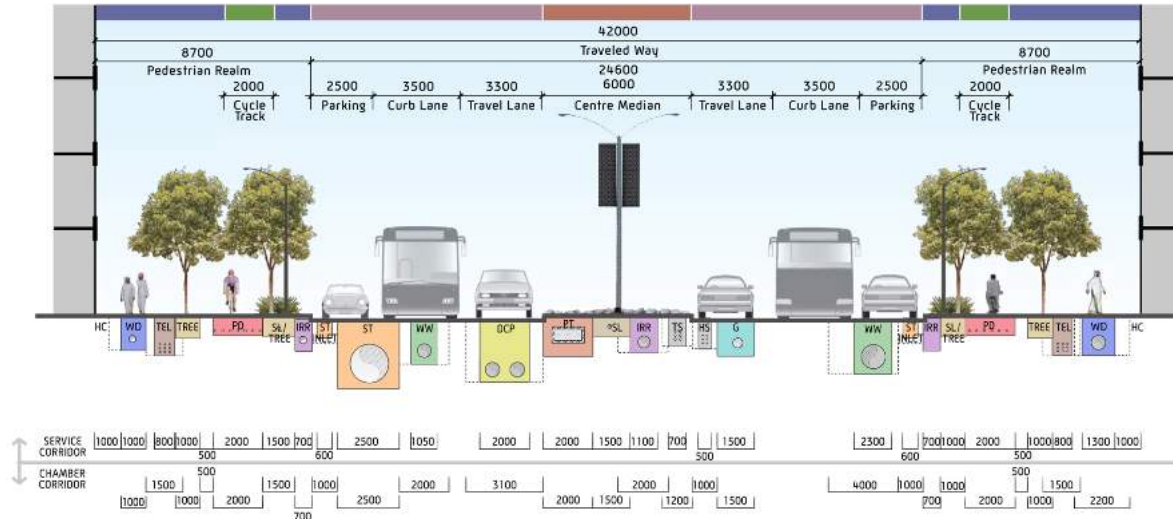 42000
8700 Traveled Way 8700
Pedestrian Realm 24600 Pedestrian Realm
2000 2500 3500 3300 6000 3300 3500 2500 2000
Cycle Track Parking Curb Lane Travel Lane Centre Median Travel Lane Curb Lane Parking Cycle Track
HC WD TEL TREE PD SL/TREE IRR ST INLET ST WW DCP PT SL IRR TS HS G WW ST INLET IRR SL/TREE PD TREE TEL WD HC
SERVICE CORRIDOR 1000 1000 800 1000 2000 1500 700 2500 1050 2000 2000 1500 1100 700 1500 2300 700 1000 2000 1000 800 1300 1000
500 600 500 600 500
CHAMBER CORRIDOR 500 500
1500 1500 1000 2000 3100 2000 1000 4000 1000 1000 1500
1000 1000 2000 2500 2000 1500 1200 1500 700 2000 1000 2200
700